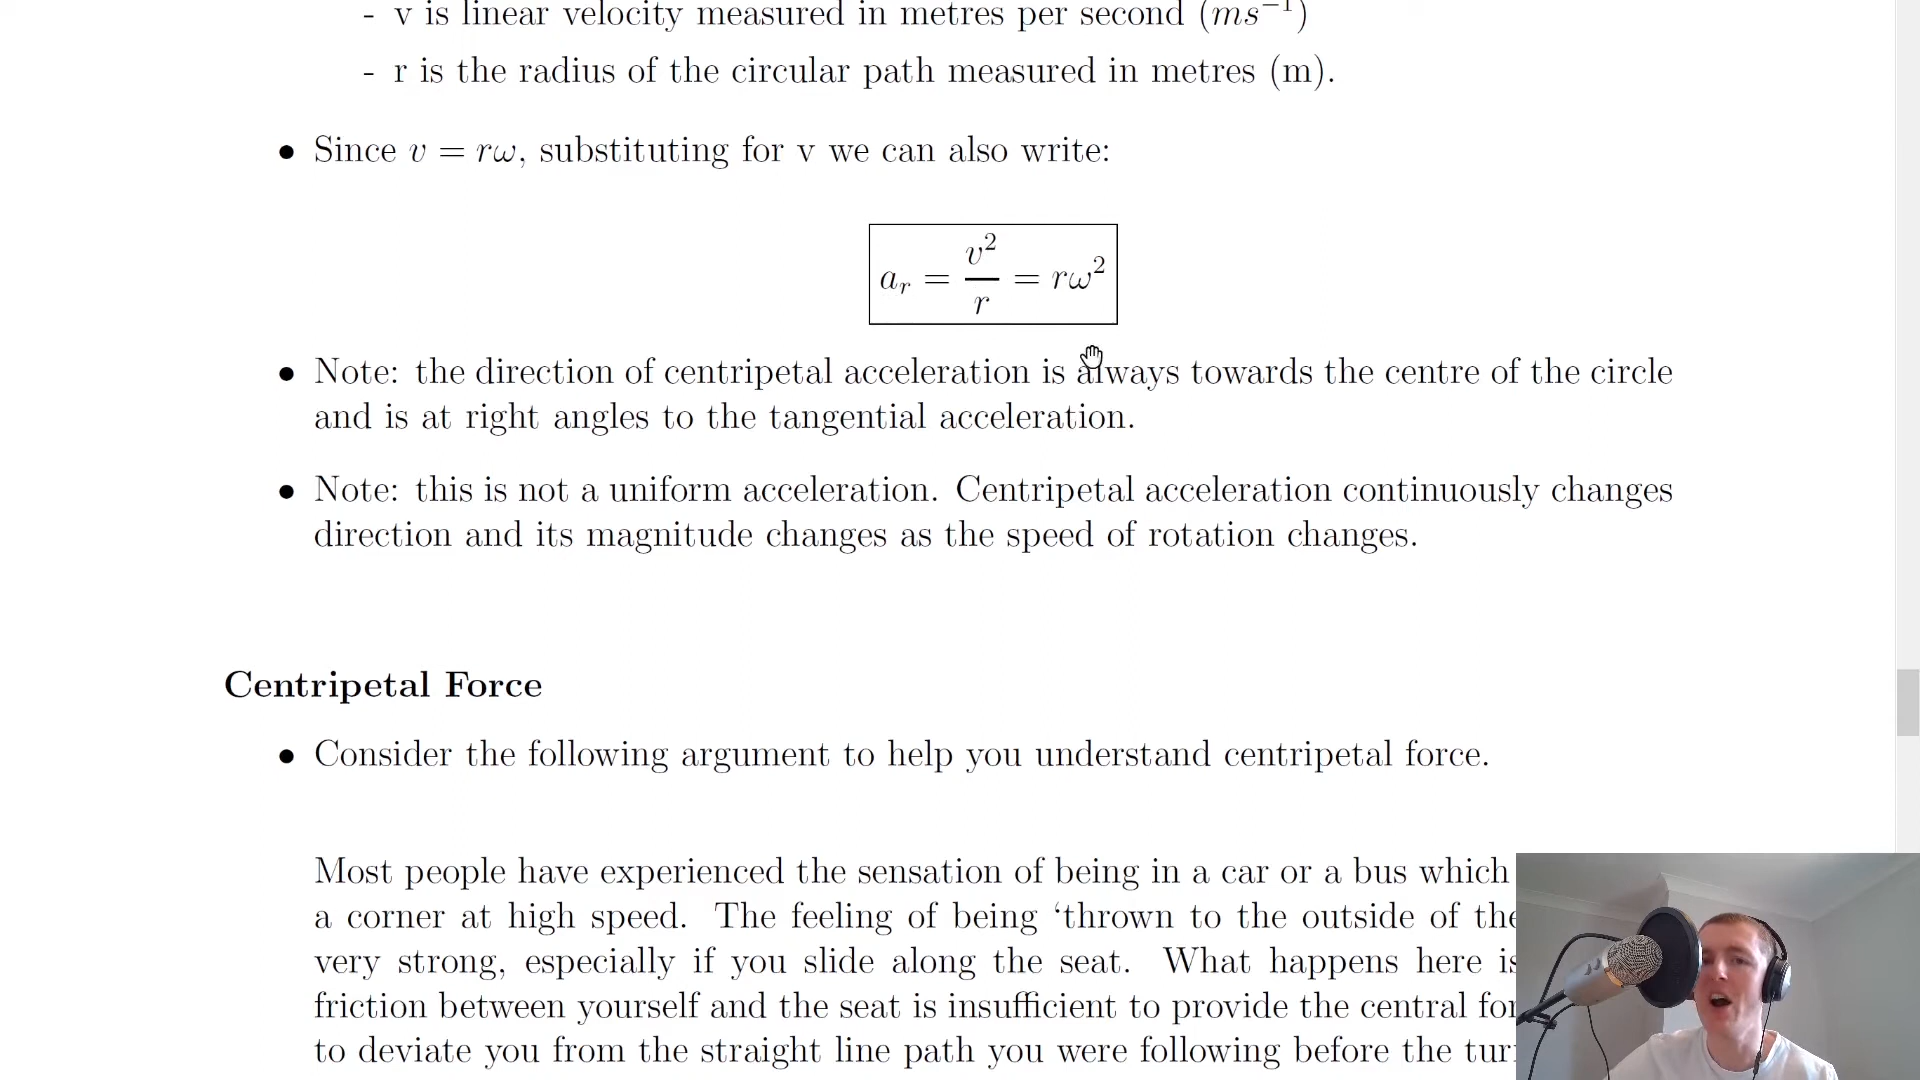 - v is linear velocity measured in metres per second (ms⁻¹)
- r is the radius of the circular path measured in metres (m).
• Since v = rω, substituting for v we can also write:
aᵣ = v²/r = rω²
• Note: the direction of centripetal acceleration is always towards the centre of the circle
and is at right angles to the tangential acceleration.
• Note: this is not a uniform acceleration. Centripetal acceleration continuously changes
direction and its magnitude changes as the speed of rotation changes.
Centripetal Force
• Consider the following argument to help you understand centripetal force.
Most people have experienced the sensation of being in a car or a bus which
a corner at high speed. The feeling of being ‘thrown to the outside of the
very strong, especially if you slide along the seat. What happens here is
friction between yourself and the seat is insufficient to provide the central
to deviate you from the straight line path you were following before the